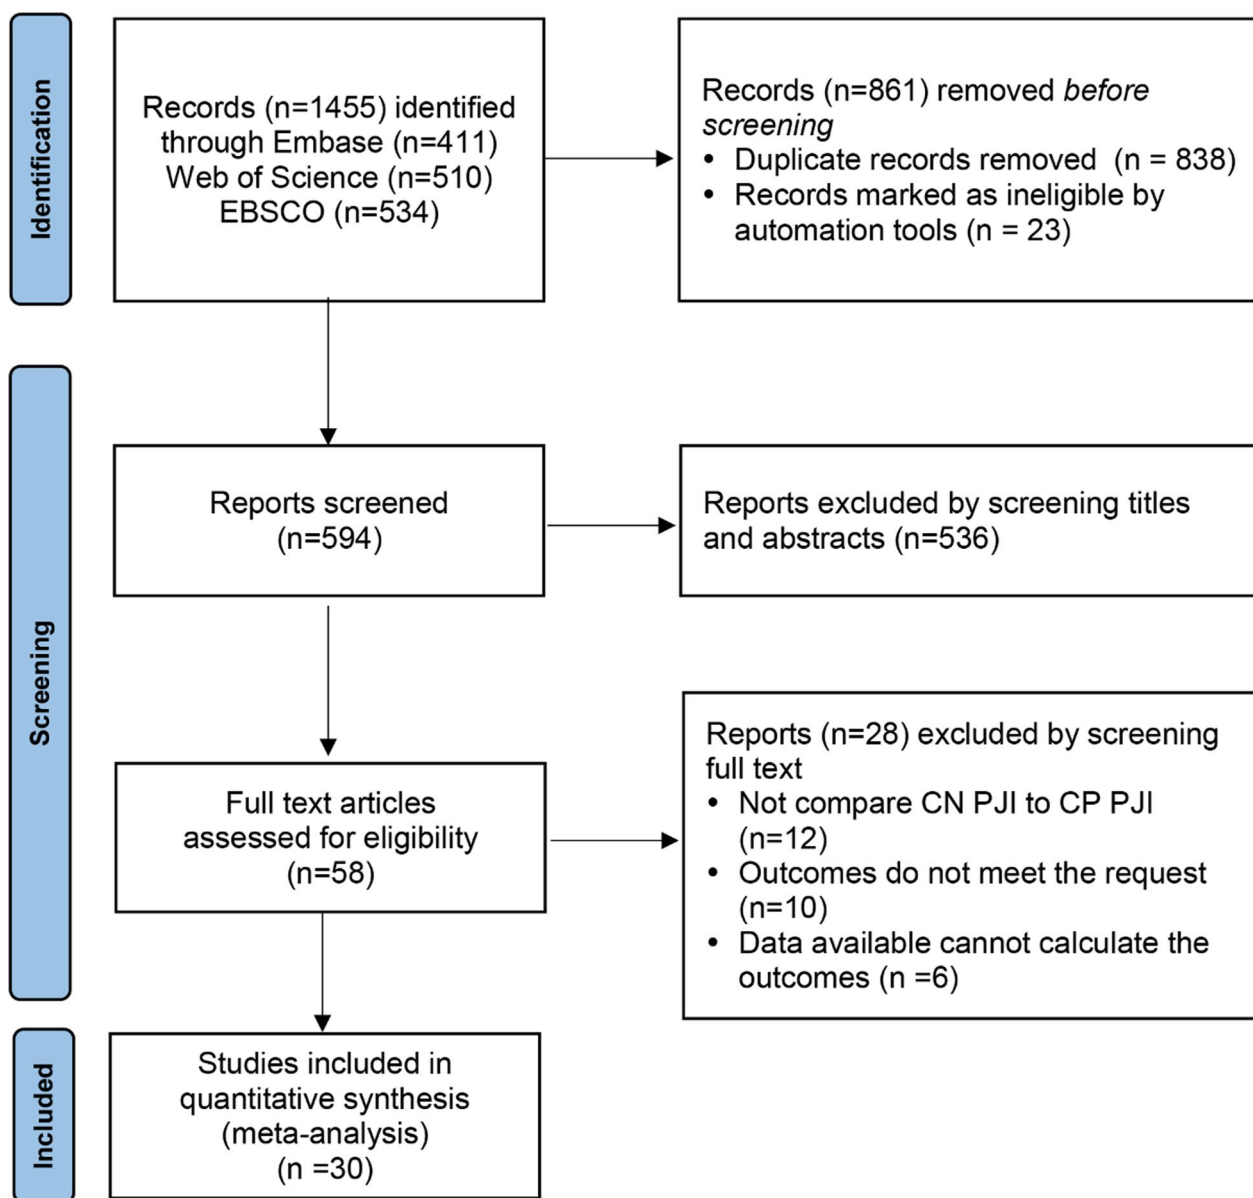 Identification
Records (n=1455) identified
through Embase (n=411)
Web of Science (n=510)
EBSCO (n=534)
Records (n=861) removed before
screening
• Duplicate records removed (n = 838)
• Records marked as ineligible by
automation tools (n = 23)
Screening
Reports screened
(n=594)
Reports excluded by screening titles
and abstracts (n=536)
Full text articles
assessed for eligibility
(n=58)
Reports (n=28) excluded by screening
full text
• Not compare CN PJI to CP PJI
(n=12)
• Outcomes do not meet the request
(n=10)
• Data available cannot calculate the
outcomes (n =6)
Included
Studies included in
quantitative synthesis
(meta-analysis)
(n =30)